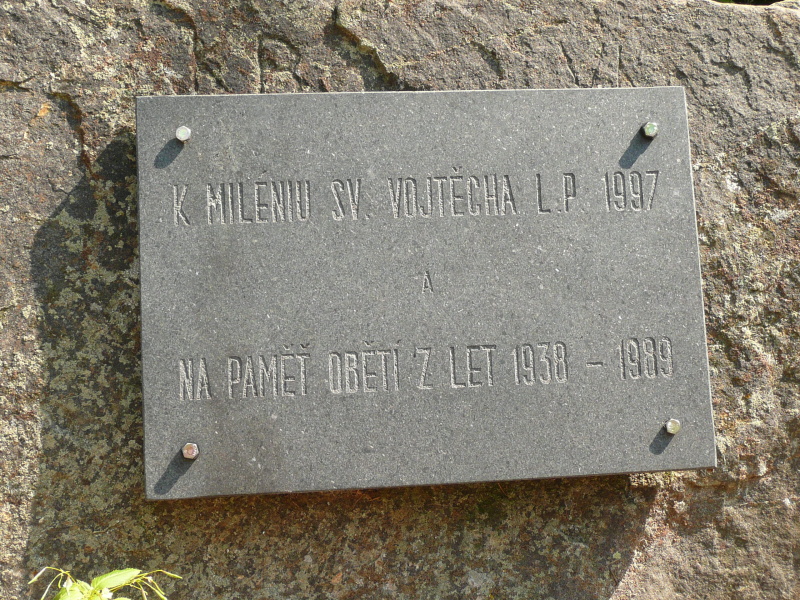 K MILÉNIU SV. VOJTĚCHA L.P. 1997
A
NA PAMĚŤ OBĚTÍ Z LET 1938 - 1989